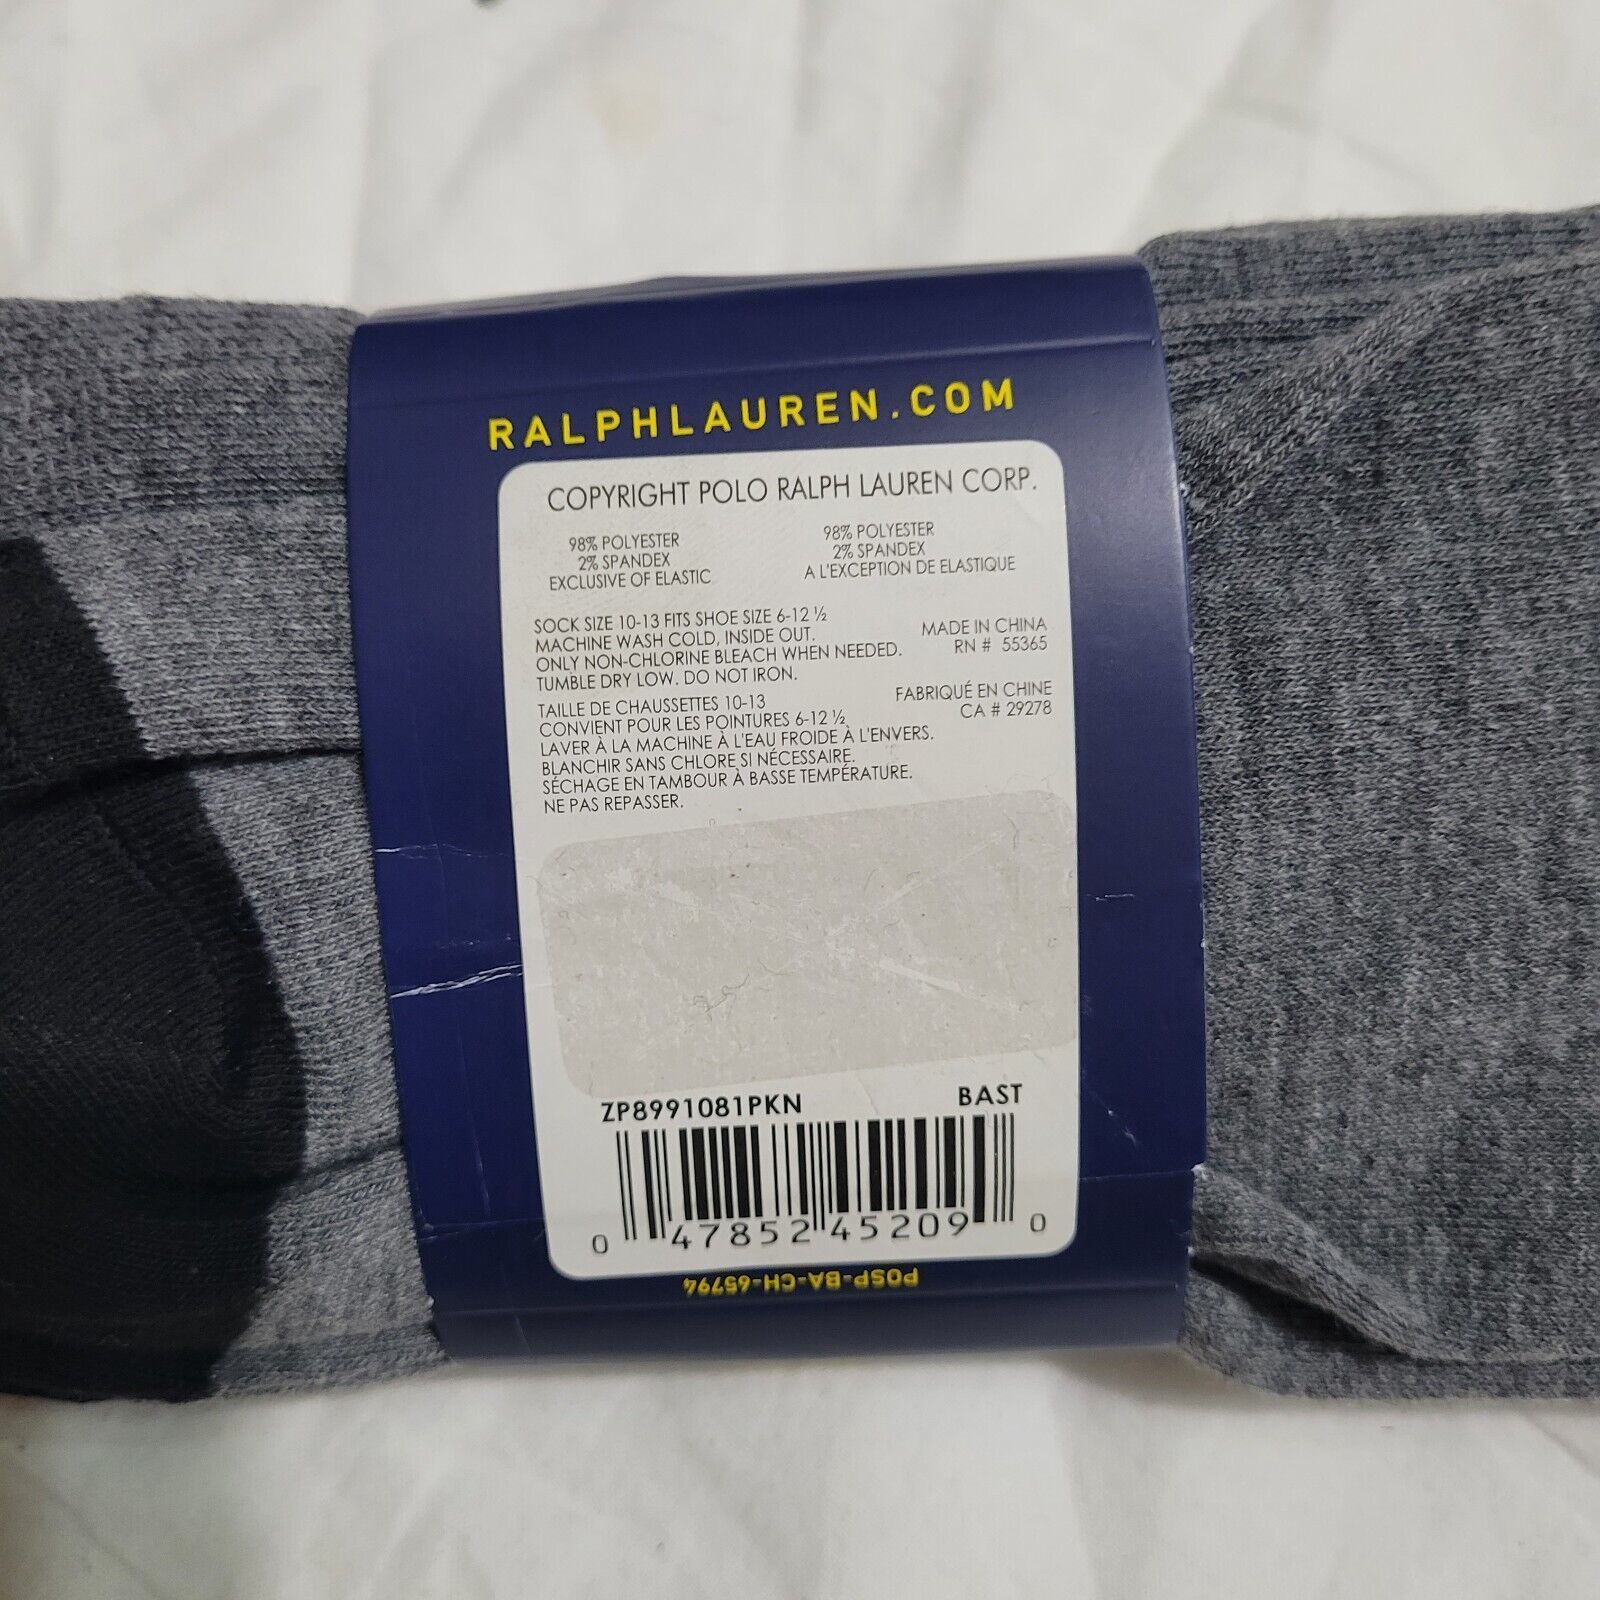 RALPHLAUREN.COM
COPYRIGHT POLO RALPH LAUREN CORP.
98% POLYESTER
2% SPANDEX
EXCLUSIVE OF ELASTIC
98% POLYESTER
2% SPANDEX
A L'EXCEPTION DE ELASTIQUE
SOCK SIZE 10-13 FITS SHOE SIZE 6-12 ½
MACHINE WASH COLD, INSIDE OUT.
ONLY NON-CHLORINE BLEACH WHEN NEEDED.
TUMBLE DRY LOW. DO NOT IRON.
MADE IN CHINA
RN # 55365
TAILLE DE CHAUSSETTES 10-13
CONVIENT POUR LES POINTURES 6-12 ½
LAVER À LA MACHINE À L'EAU FROIDE À L'ENVERS.
BLANCHIR SANS CHLORE SI NÉCESSAIRE.
SÉCHAGE EN TAMBOUR À BASSE TEMPÉRATURE.
NE PAS REPASSER.
FABRIQUÉ EN CHINE
CA # 29278
ZP8991081PKN BAST
0 47852 45209 0
POSP-BA-CH-65794